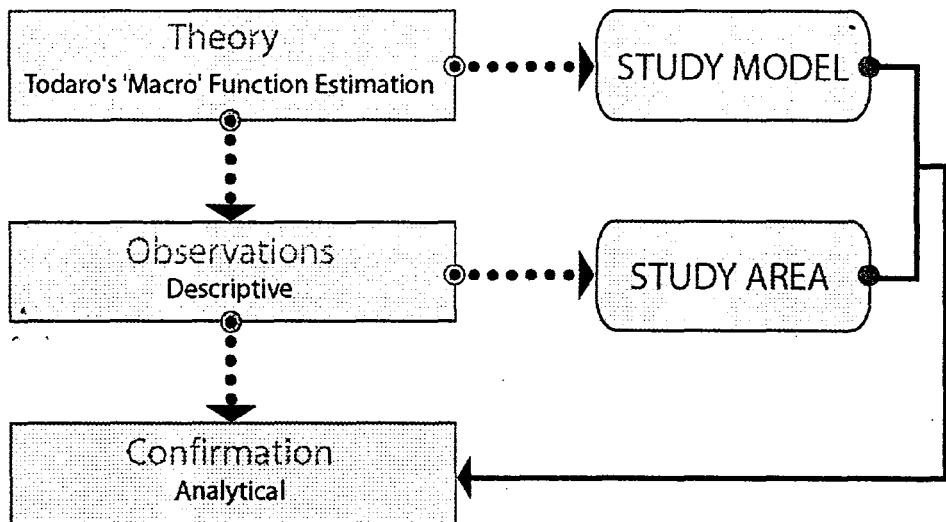 Theory
Todaro's 'Macro' Function Estimation
STUDY MODEL
Observations
Descriptive
STUDY AREA
Confirmation
Analytical